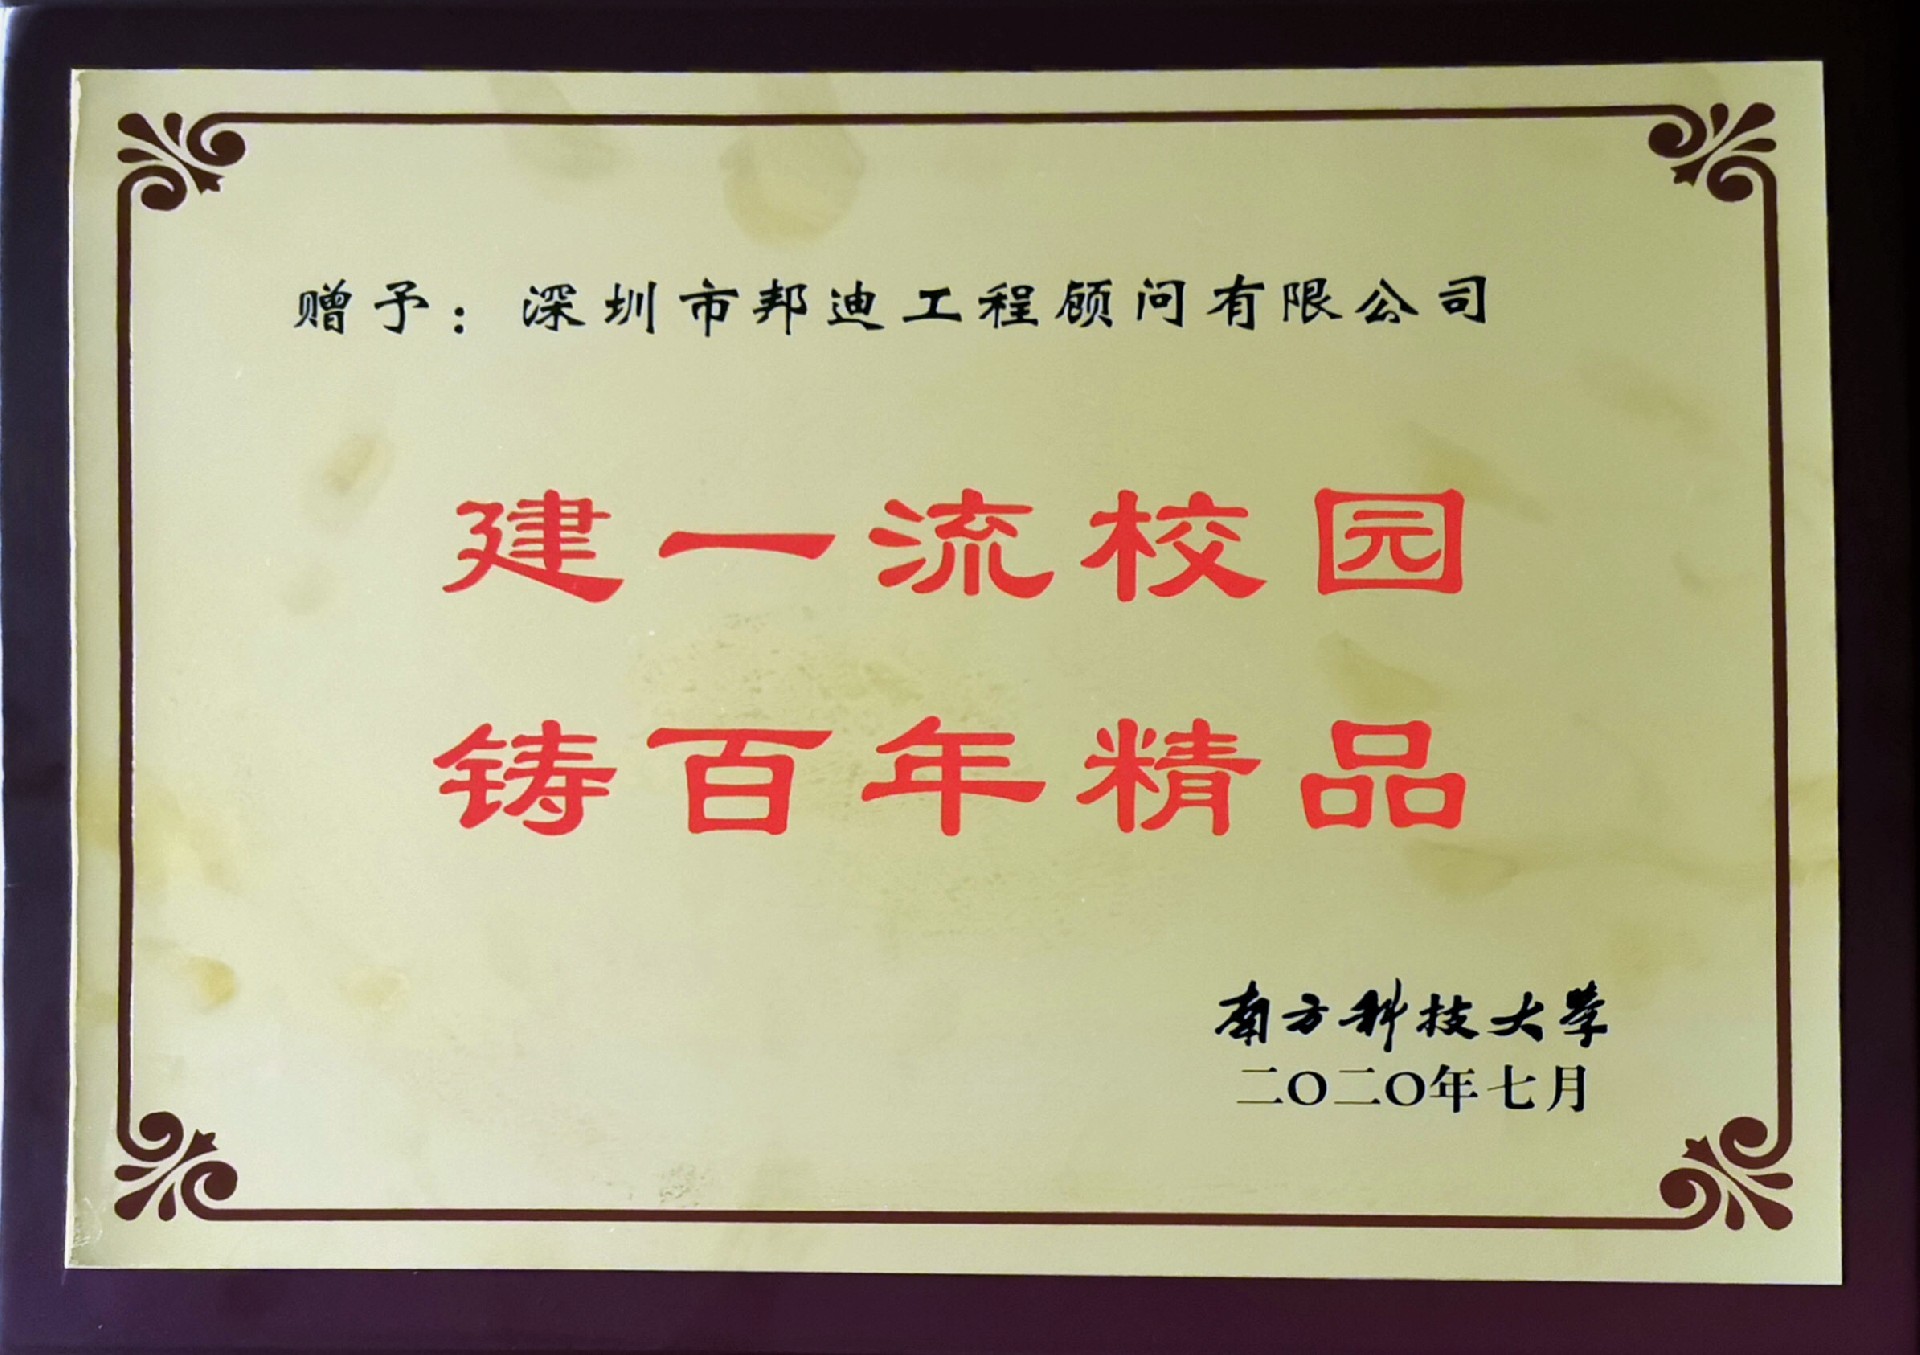 赠予：深圳市邦迪工程顾问有限公司
建一流校园
铸百年精品
南方科技大学
二〇二〇年七月